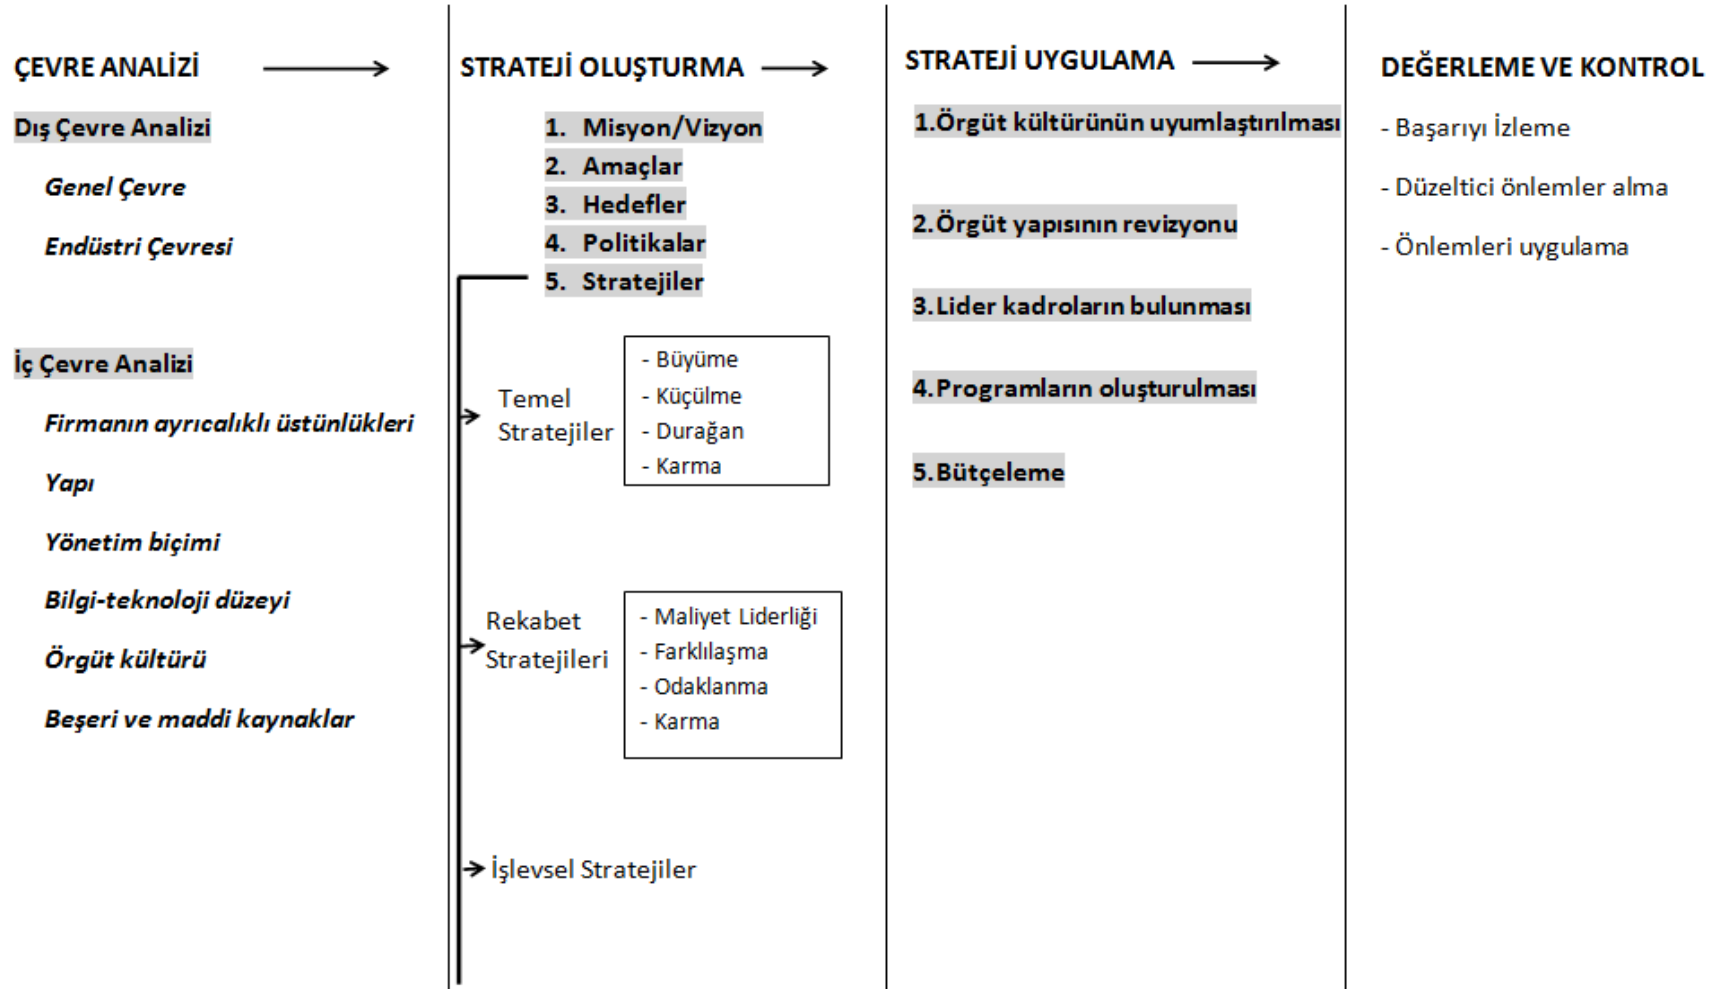 ÇEVRE ANALİZİ
Dış Çevre Analizi
Genel Çevre
Endüstri Çevresi
İç Çevre Analizi
Firmanın ayrıcalıklı üstünlükleri
Yapı
Yönetim biçimi
Bilgi-teknoloji düzeyi
Örgüt kültürü
Beşeri ve maddi kaynaklar
STRATEJİ OLUŞTURMA
1. Misyon/Vizyon
2. Amaçlar
3. Hedefler
4. Politikalar
5. Stratejiler
Temel
Stratejiler
- Büyüme
- Küçülme
- Durağan
- Karma
Rekabet
Stratejileri
- Maliyet Liderliği
- Farklılaşma
- Odaklanma
- Karma
İşlevsel Stratejiler
STRATEJİ UYGULAMA
1.Örgüt kültürünün uyumlaştırılması
2.Örgüt yapısının revizyonu
3.Lider kadroların bulunması
4.Programların oluşturulması
5.Bütçeleme
DEĞERLEME VE KONTROL
- Başarıyı İzleme
- Düzeltici önlemler alma
- Önlemleri uygulama